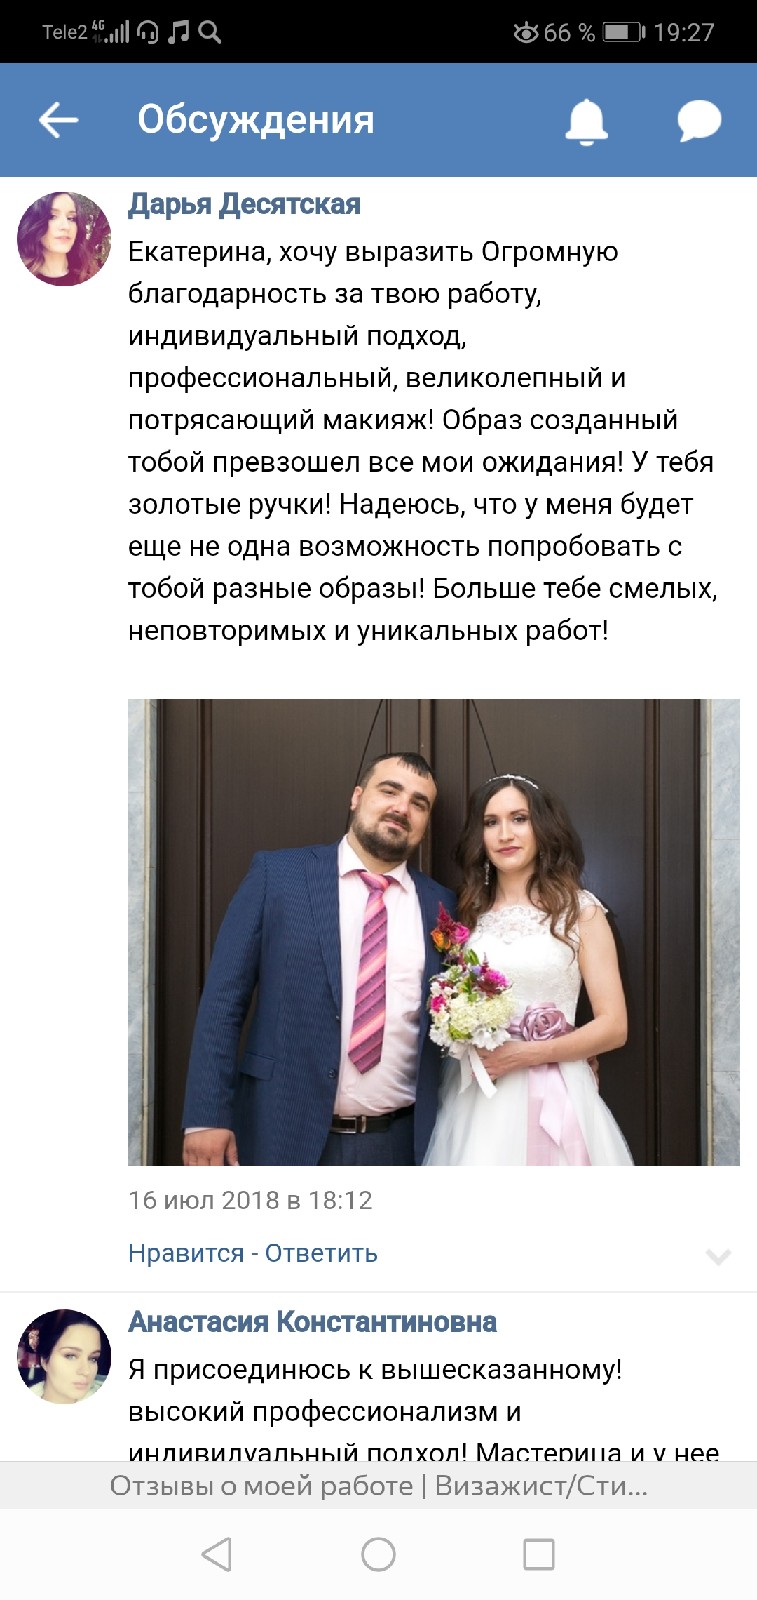 Tele2 4G 66 % 19:27
Обсуждения
Дарья Десятская
Екатерина, хочу выразить Огромную
благодарность за твою работу,
индивидуальный подход,
профессиональный, великолепный и
потрясающий макияж! Образ созданный
тобой превзошел все мои ожидания! У тебя
золотые ручки! Надеюсь, что у меня будет
еще не одна возможность попробовать с
тобой разные образы! Больше тебе смелых,
неповторимых и уникальных работ!
16 июл 2018 в 18:12
Нравится - Ответить
Анастасия Константиновна
Я присоединюсь к вышесказанному!
высокий профессионализм и
индивидуальный подход! Мастерица и у нее
Отзывы о моей работе | Визажист/Сти...